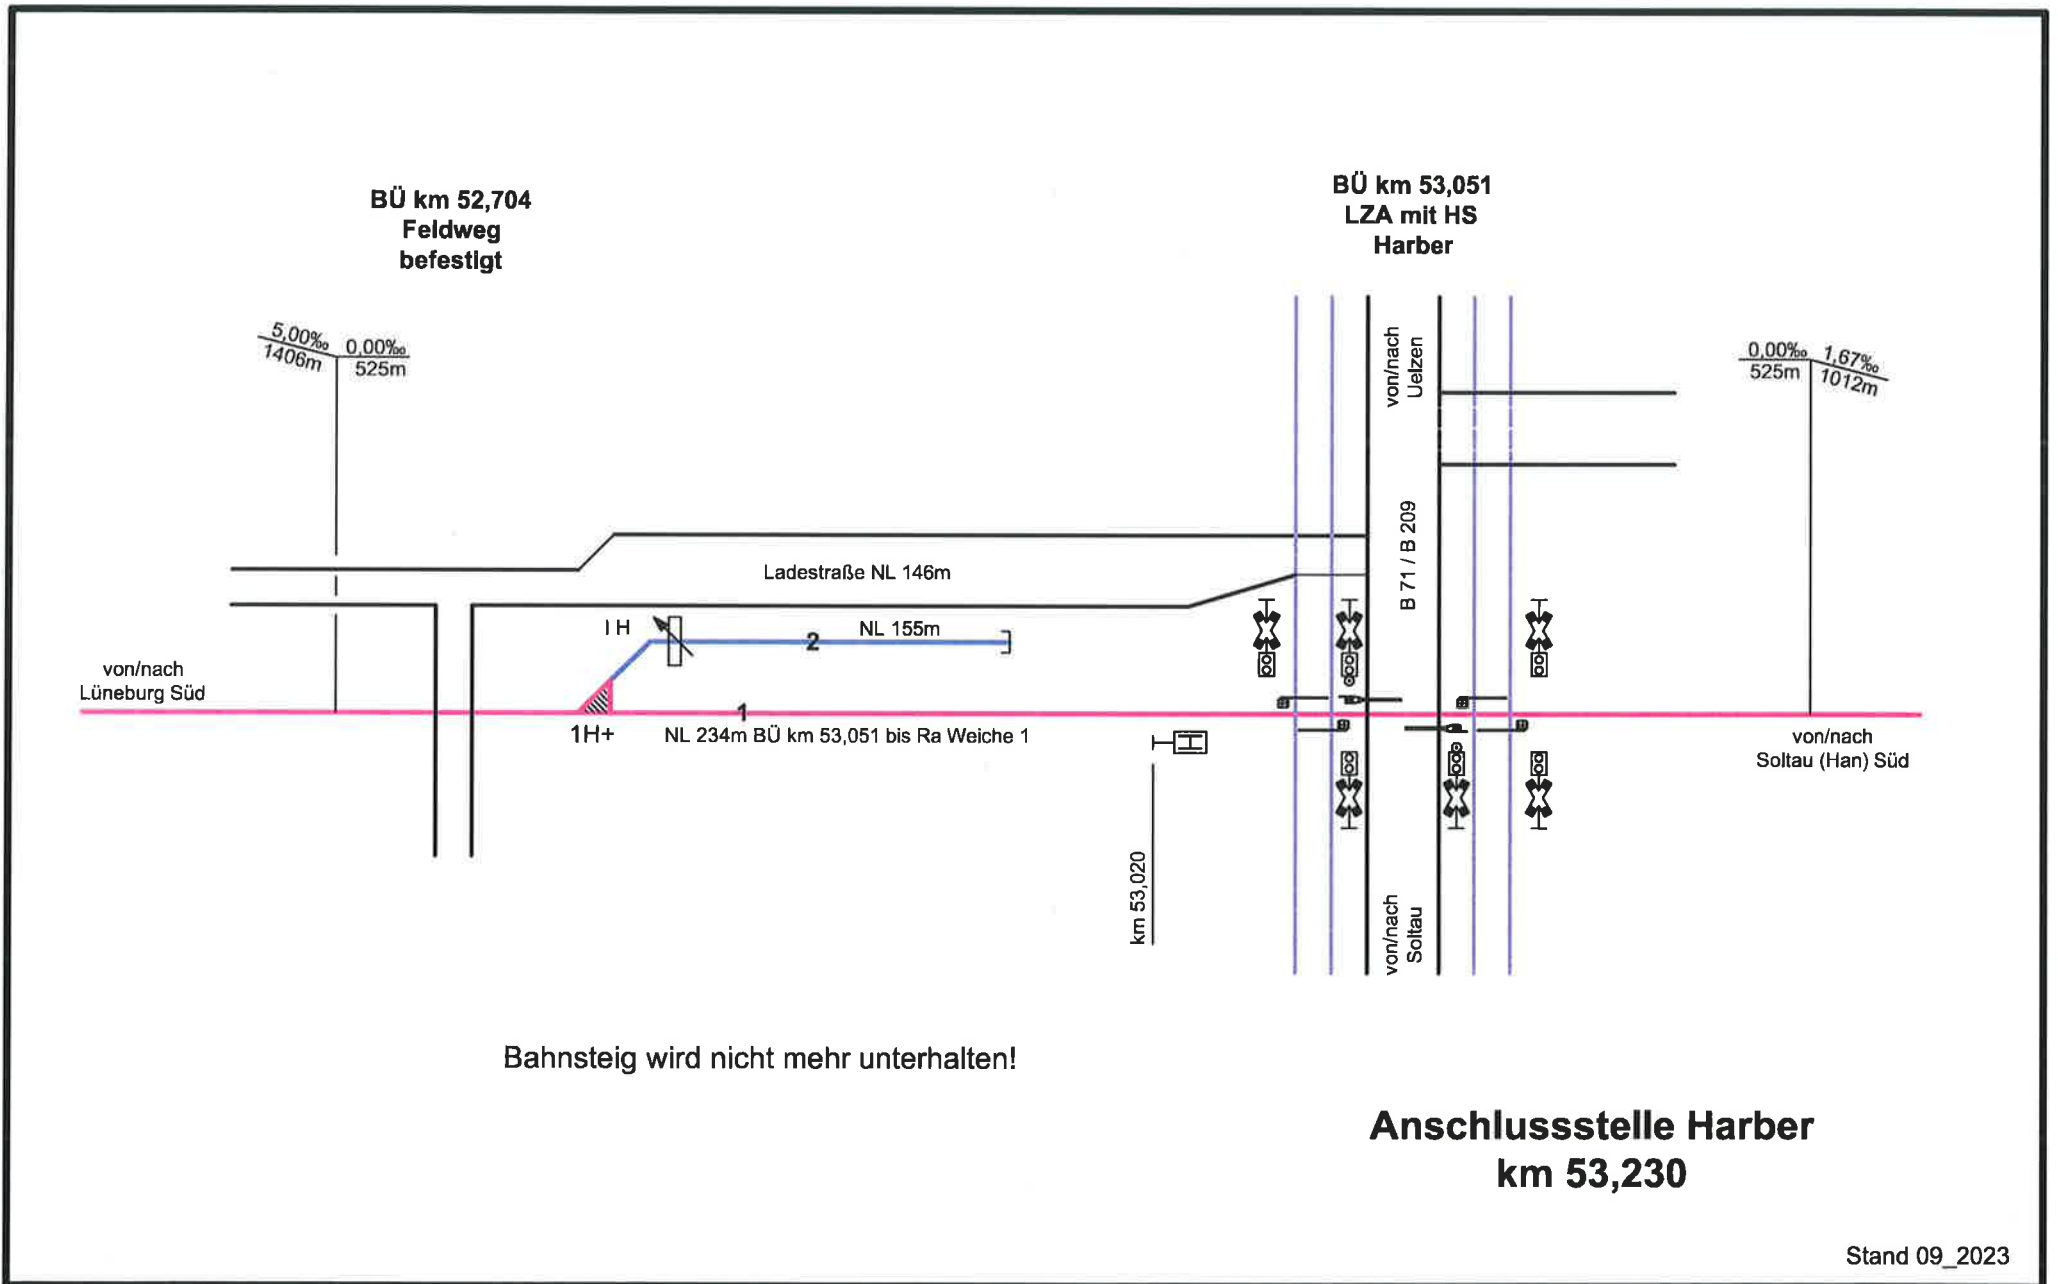 BÜ km 52,704
Feldweg
befestigt
BÜ km 53,051
LZA mit HS
Harber
5,00‰
1406m
0,00‰
525m
von/nach
Uelzen
0,00‰
525m
1,67‰
1012m
B 71 / B 209
Ladestraße NL 146m
I H
2
NL 155m
von/nach
Lüneburg Süd
1
1H+
NL 234m BÜ km 53,051 bis Ra Weiche 1
von/nach
Soltau (Han) Süd
km 53,020
von/nach
Soltau
Bahnsteig wird nicht mehr unterhalten!
Anschlussstelle Harber
km 53,230
Stand 09_2023